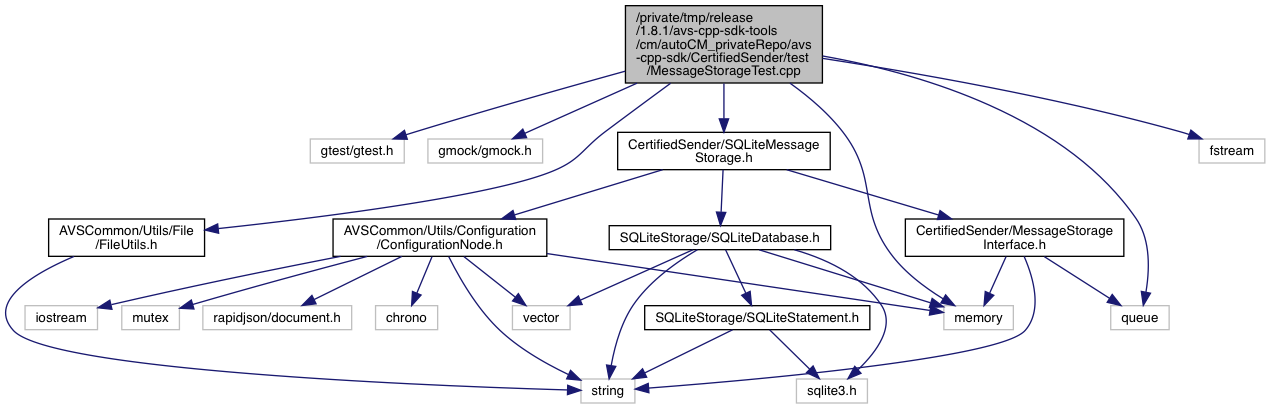 /private/tmp/release
/1.8.1/avs-cpp-sdk-tools
/cm/autoCM_privateRepo/avs
-cpp-sdk/CertifiedSender/test
/MessageStorageTest.cpp
gtest/gtest.h
gmock/gmock.h
CertifiedSender/SQLiteMessage
Storage.h
fstream
AVSCommon/Utils/File
/FileUtils.h
AVSCommon/Utils/Configuration
/ConfigurationNode.h
SQLiteStorage/SQLiteDatabase.h
CertifiedSender/MessageStorage
Interface.h
iostream
mutex
rapidjson/document.h
chrono
vector
SQLiteStorage/SQLiteStatement.h
memory
queue
string
sqlite3.h